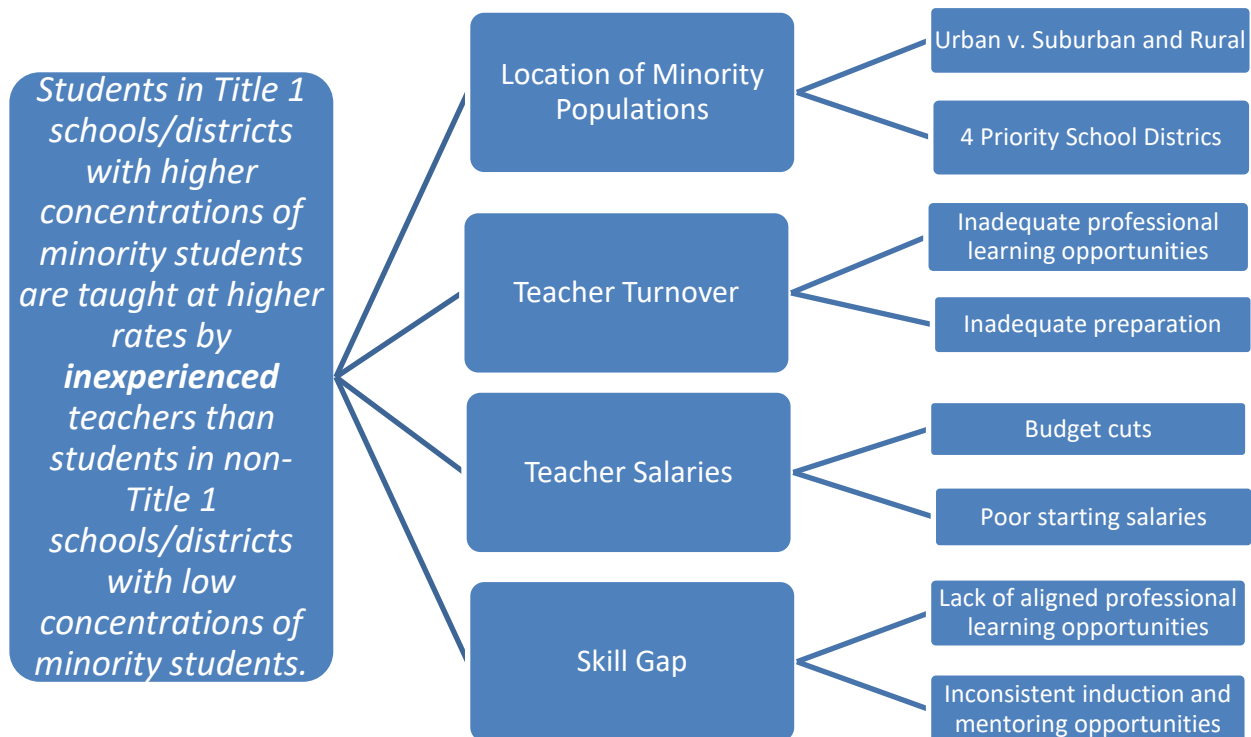 Students in Title 1
schools/districts
with higher
concentrations of
minority students
are taught at higher
rates by
inexperienced
teachers than
students in non-
Title 1
schools/districts
with low
concentrations of
minority students.
Location of Minority
Populations
Urban v. Suburban and Rural
4 Priority School Districs
Teacher Turnover
Inadequate professional
learning opportunities
Inadequate preparation
Teacher Salaries
Budget cuts
Poor starting salaries
Skill Gap
Lack of aligned professional
learning opportunities
Inconsistent induction and
mentoring opportunities